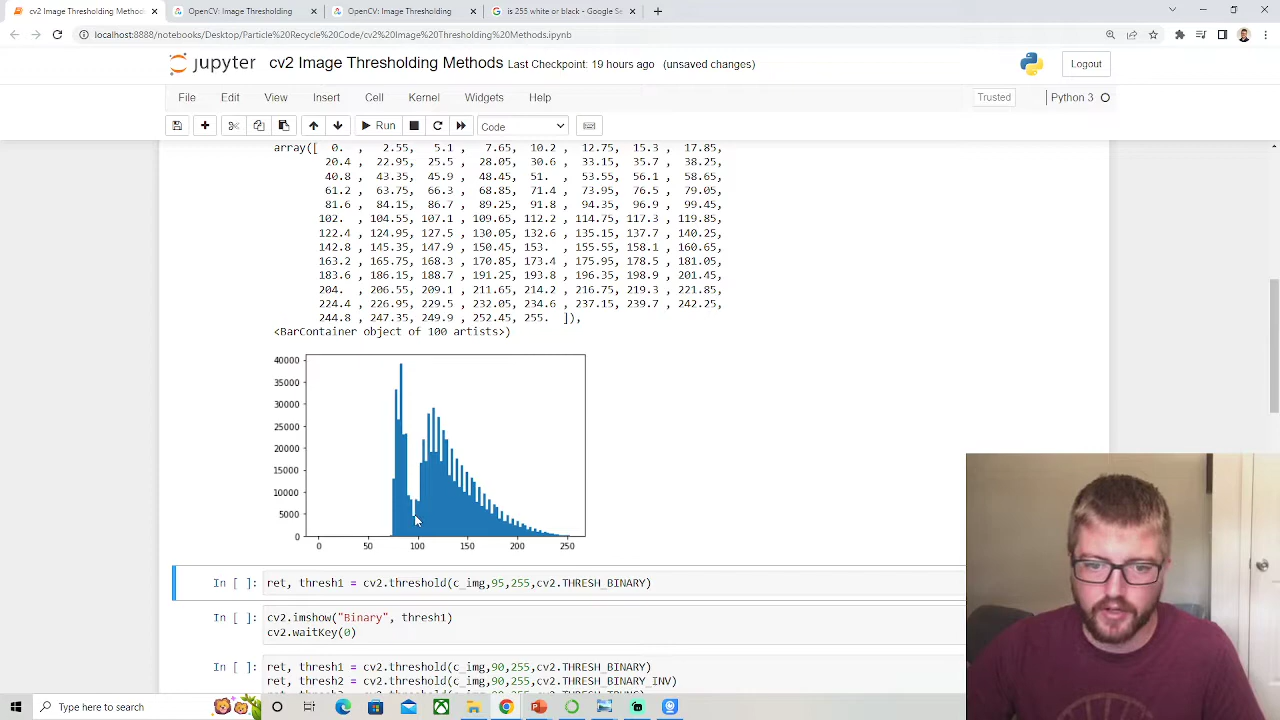 cv2 Image Thresholding Methods
OpenCV: Image Thresholding
OpenCV: Image Thresholding
is 255 white or black - Google Se
localhost:8888/notebooks/Desktop/Particle%20Recycle%20Code/cv2%20Image%20Thresholding%20Methods.ipynb
jupyter cv2 Image Thresholding Methods Last Checkpoint: 19 hours ago (unsaved changes) Logout
File Edit View Insert Cell Kernel Widgets Help Trusted Python 3
Run Code
array([ 0. , 2.55, 5.1 , 7.65, 10.2 , 12.75, 15.3 , 17.85,
20.4 , 22.95, 25.5 , 28.05, 30.6 , 33.15, 35.7 , 38.25,
40.8 , 43.35, 45.9 , 48.45, 51. , 53.55, 56.1 , 58.65,
61.2 , 63.75, 66.3 , 68.85, 71.4 , 73.95, 76.5 , 79.05,
81.6 , 84.15, 86.7 , 89.25, 91.8 , 94.35, 96.9 , 99.45,
102. , 104.55, 107.1 , 109.65, 112.2 , 114.75, 117.3 , 119.85,
122.4 , 124.95, 127.5 , 130.05, 132.6 , 135.15, 137.7 , 140.25,
142.8 , 145.35, 147.9 , 150.45, 153. , 155.55, 158.1 , 160.65,
163.2 , 165.75, 168.3 , 170.85, 173.4 , 175.95, 178.5 , 181.05,
183.6 , 186.15, 188.7 , 191.25, 193.8 , 196.35, 198.9 , 201.45,
204. , 206.55, 209.1 , 211.65, 214.2 , 216.75, 219.3 , 221.85,
224.4 , 226.95, 229.5 , 232.05, 234.6 , 237.15, 239.7 , 242.25,
244.8 , 247.35, 249.9 , 252.45, 255. ]),
<BarContainer object of 100 artists>)
40000
35000
30000
25000
20000
15000
10000
5000
0
0 50 100 150 200 250
In [ ]: ret, thresh1 = cv2.threshold(c_img,95,255,cv2.THRESH_BINARY)
In [ ]: cv2.imshow("Binary", thresh1)
cv2.waitKey(0)
In [ ]: ret, thresh1 = cv2.threshold(c_img,90,255,cv2.THRESH_BINARY)
ret, thresh2 = cv2.threshold(c_img,90,255,cv2.THRESH_BINARY_INV)
Type here to search